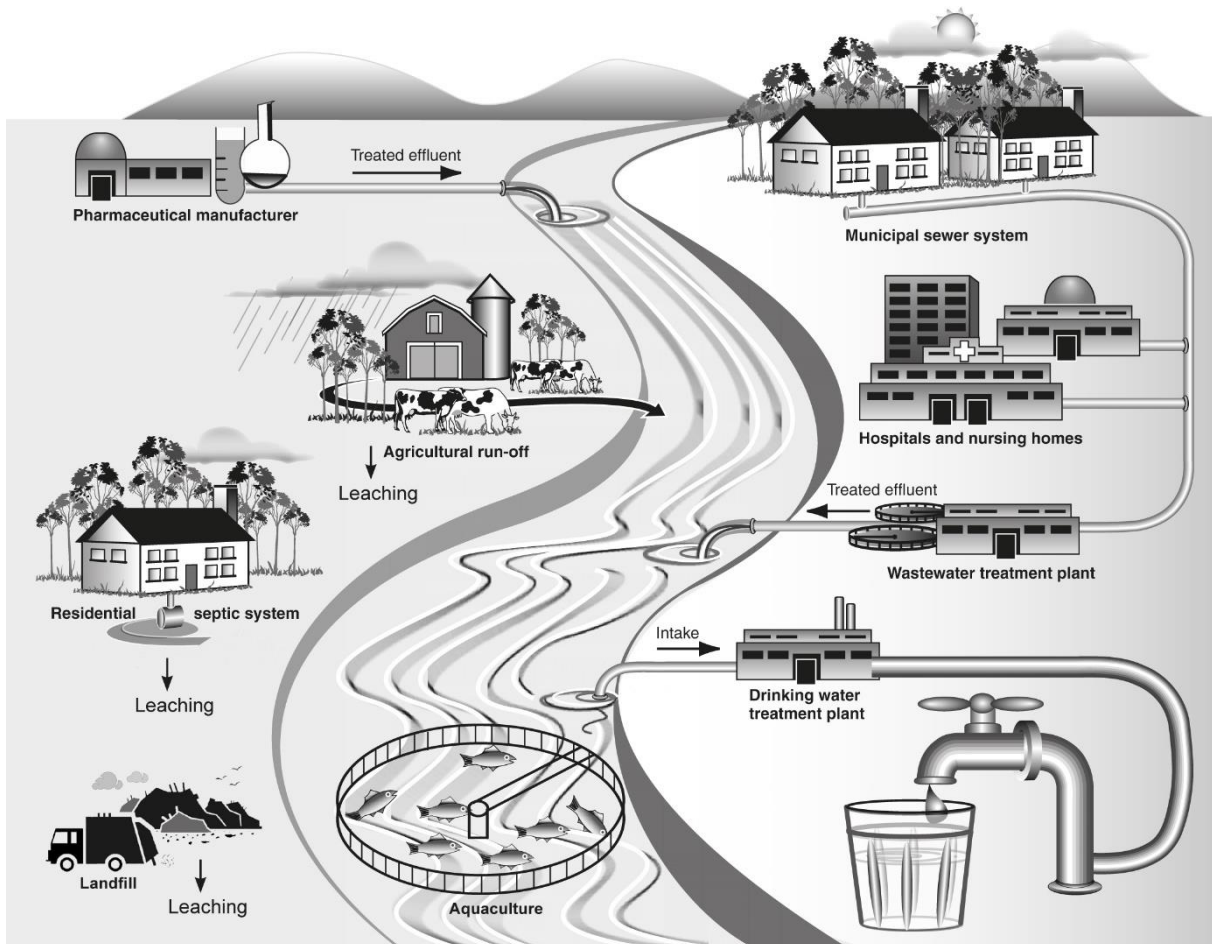 Treated effluent
Pharmaceutical manufacturer
Municipal sewer system
Agricultural run-off
Leaching
Hospitals and nursing homes
Treated effluent
Wastewater treatment plant
Residential septic system
Leaching
Intake
Drinking water
treatment plant
Landfill
Leaching
Aquaculture